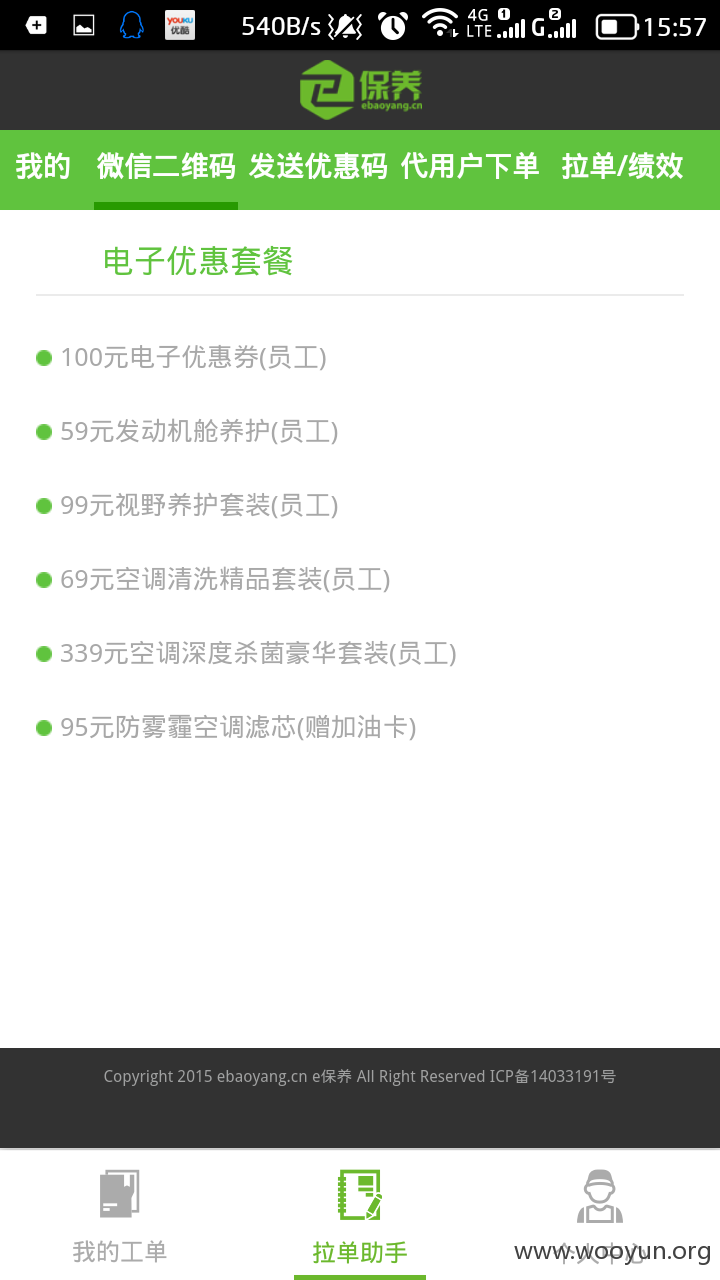 YOUKU
优酷
540B/s
4G
LTE
1
G
2
15:57
保养
ebaoyang.cn
我的 微信二维码 发送优惠码 代用户下单 拉单/绩效
电子优惠套餐
100元电子优惠券(员工)
59元发动机舱养护(员工)
99元视野养护套装(员工)
69元空调清洗精品套装(员工)
339元空调深度杀菌豪华套装(员工)
95元防雾霾空调滤芯(赠加油卡)
Copyright 2015 ebaoyang.cn e保养 All Right Reserved ICP备14033191号
我的工单 拉单助手 个人中心
www.wooyun.org